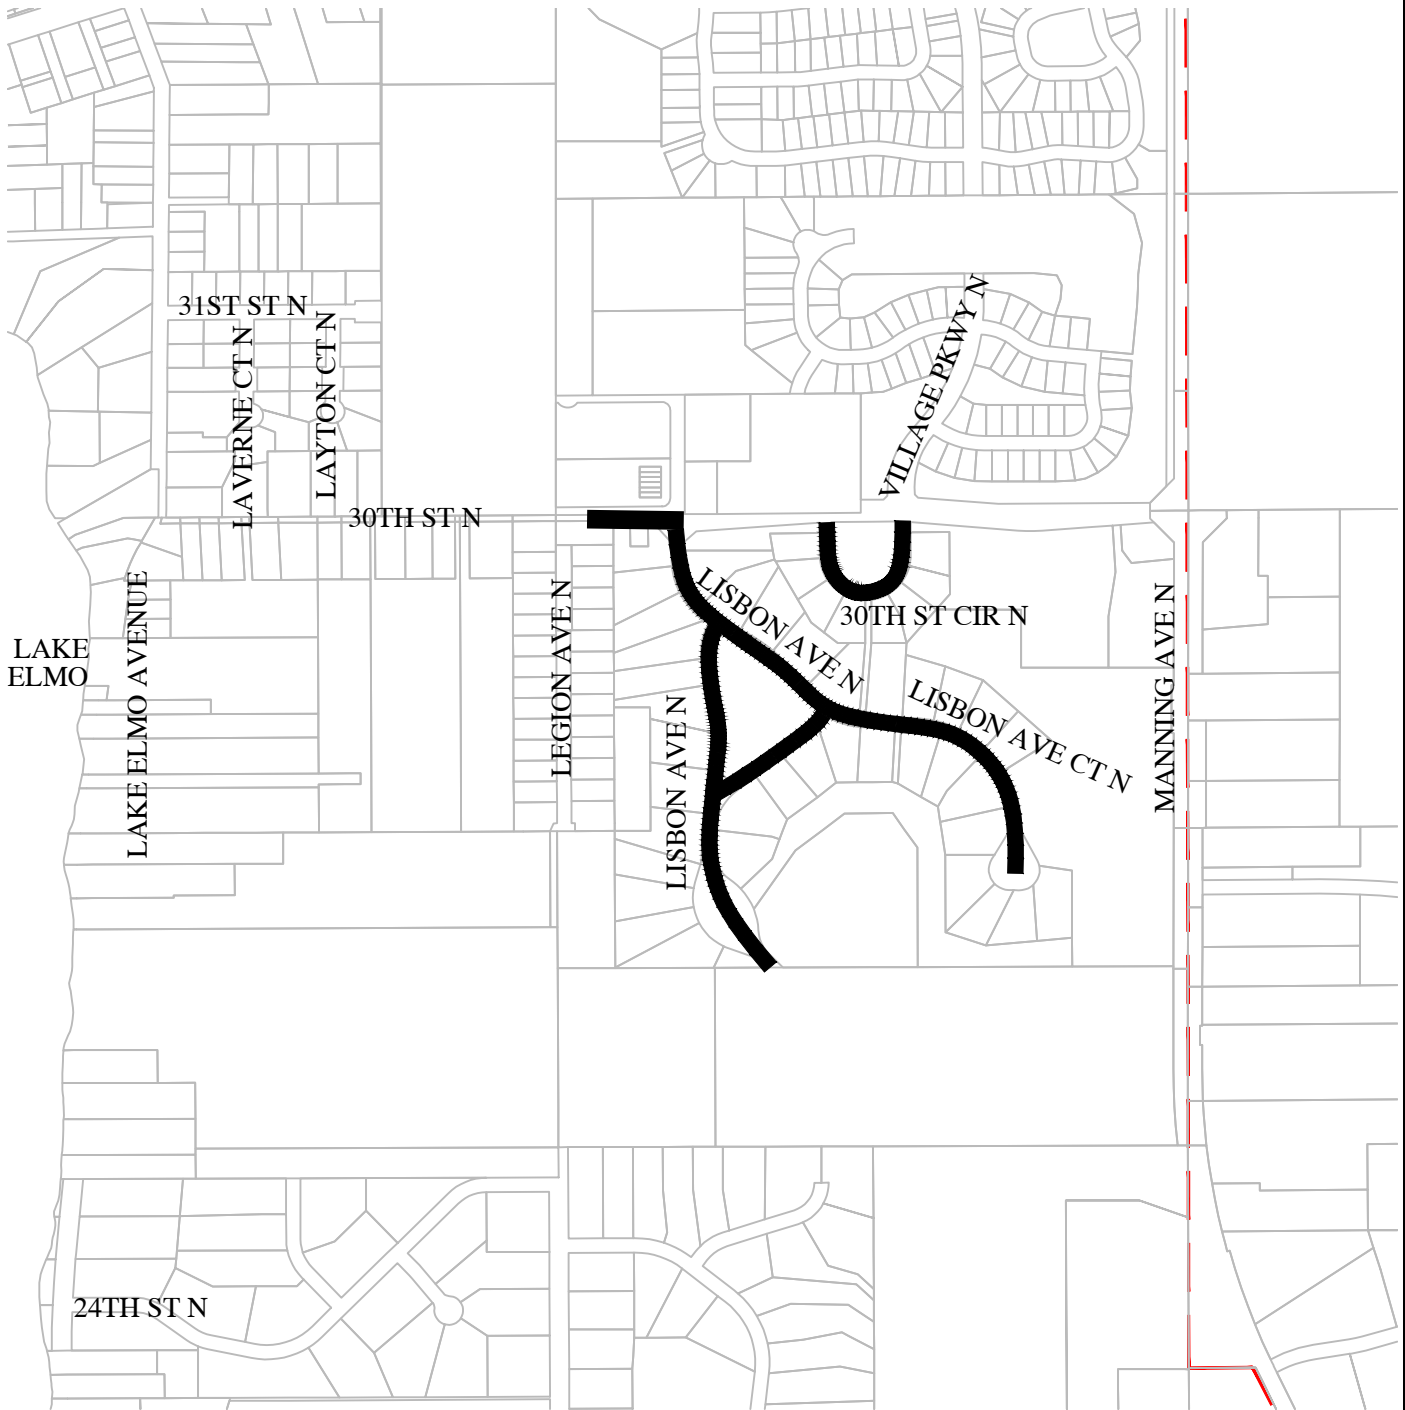 31ST ST N
LAVERNE CT N
LAYTON CT N
VILLAGE PKWY N
30TH ST N
LISBON AVE N
30TH ST CIR N
LAKE
ELMO
LAKE ELMO AVENUE
LEGION AVE N
LISBON AVE N
LISBON AVE CT N
MANNING AVE N
24TH ST N